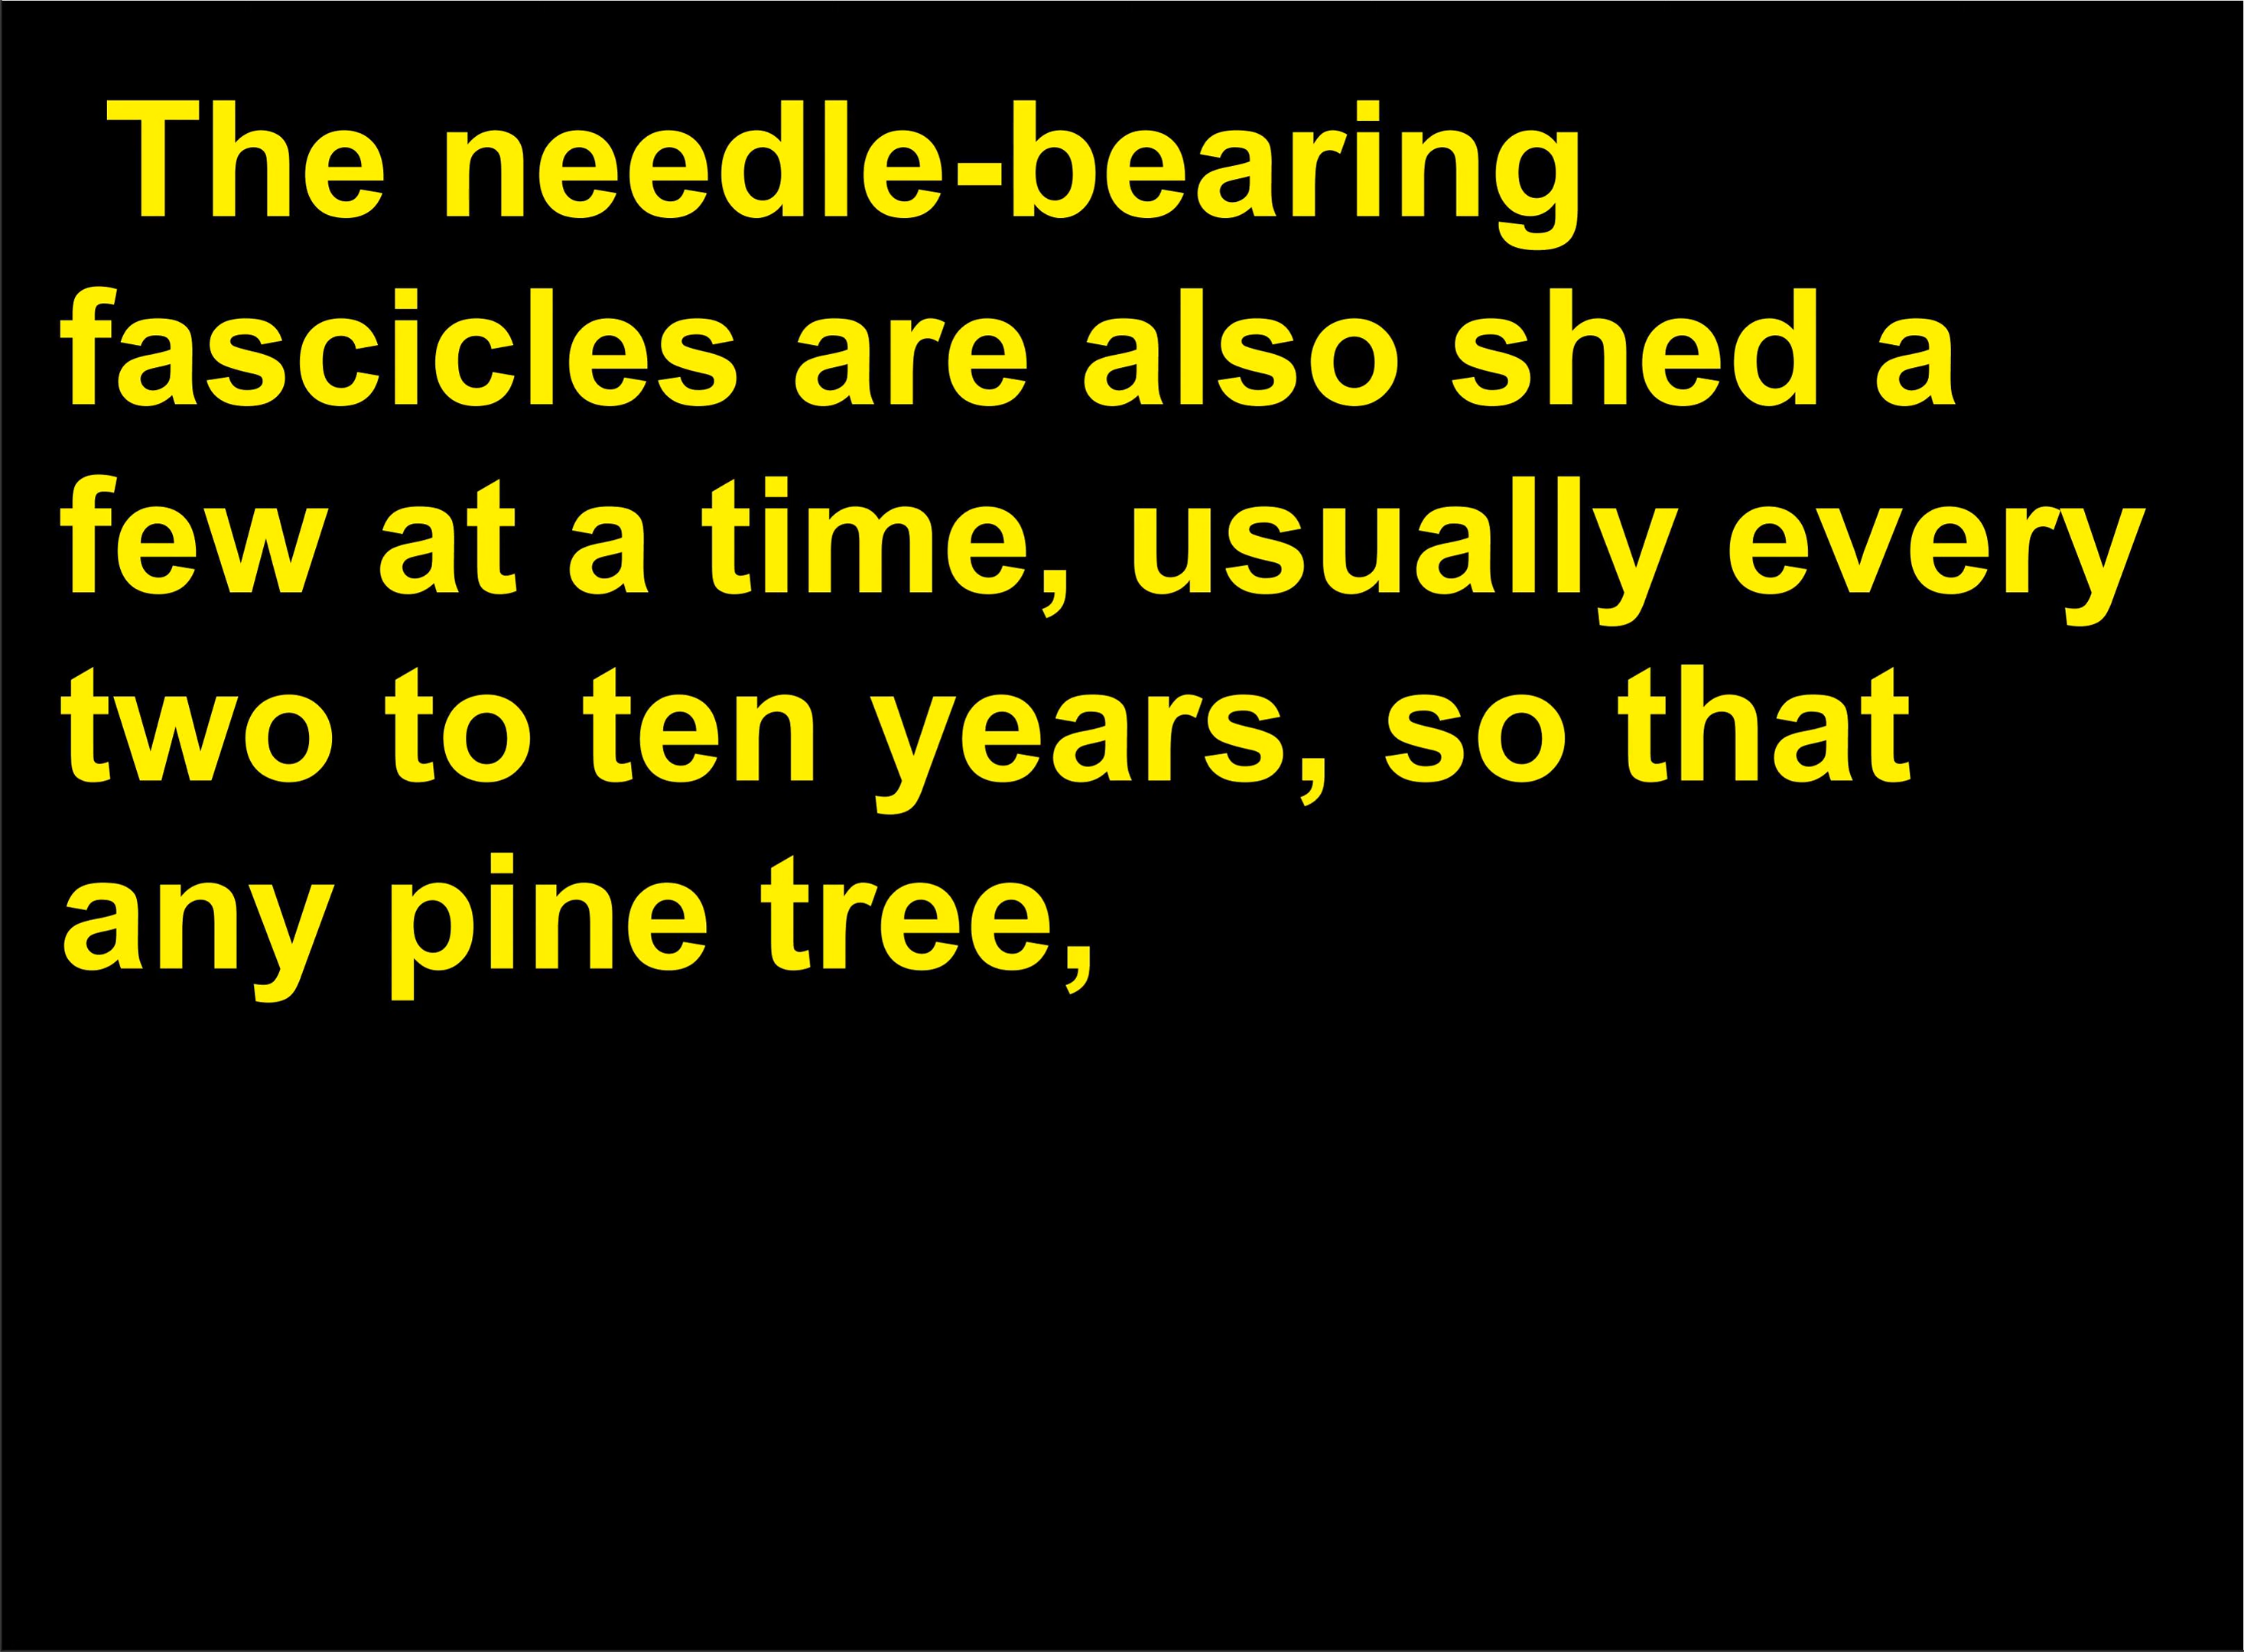 The needle-bearing
fascicles are also shed a
few at a time, usually every
two to ten years, so that
any pine tree,